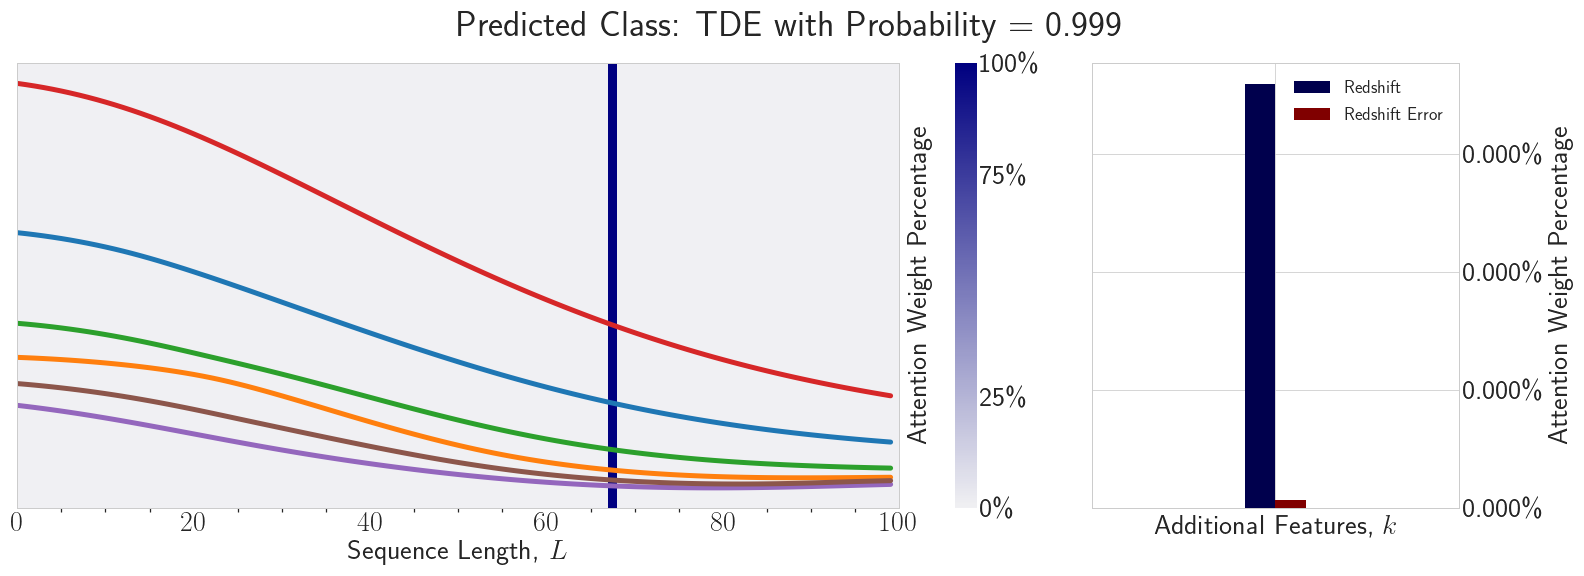 Predicted Class: TDE with Probability = 0.999
0
20
40
60
80
100
Sequence Length, L
Attention Weight Percentage
100%
75%
25%
0%
Redshift
Redshift Error
0.000%
0.000%
0.000%
0.000%
Attention Weight Percentage
Additional Features, k